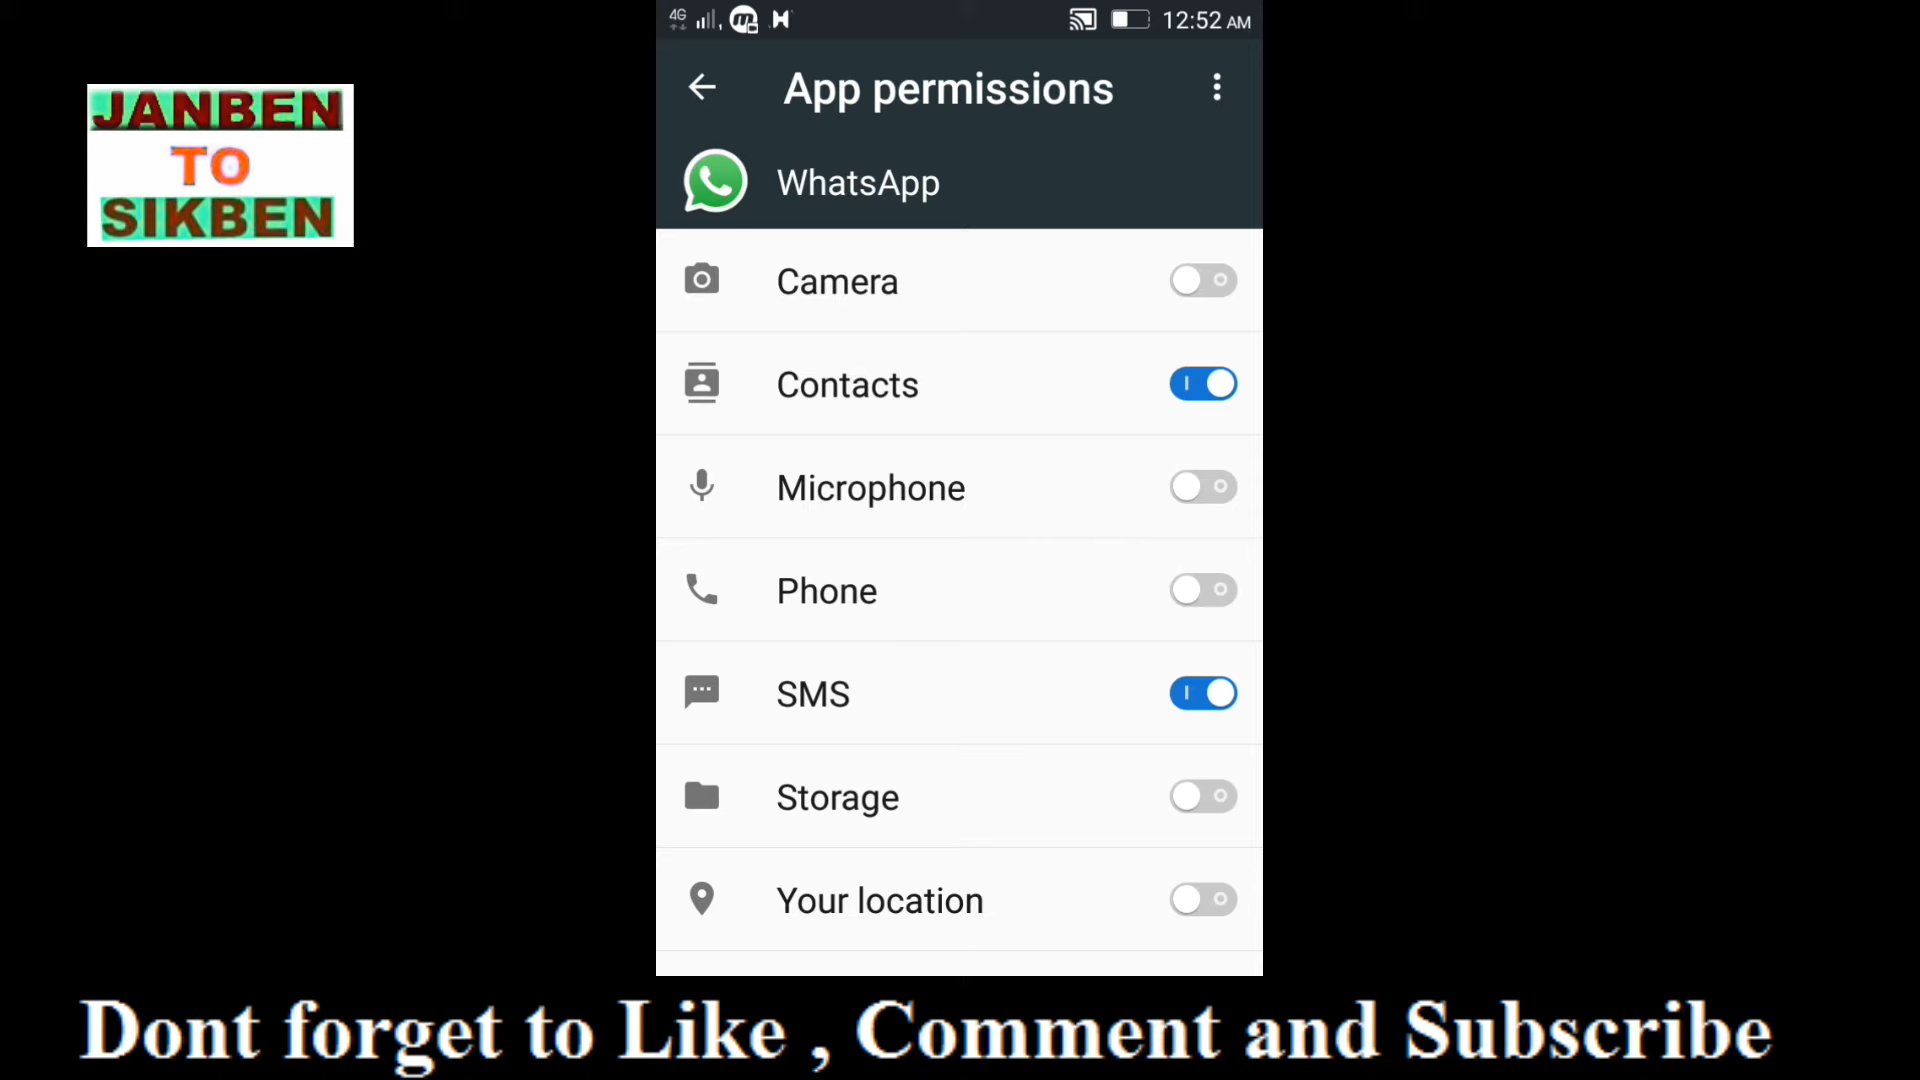 4G 12:52 AM
JANBEN
TO
SIKBEN
App permissions
WhatsApp
Camera
Contacts
Microphone
Phone
SMS
Storage
Your location
Dont forget to Like , Comment and Subscribe